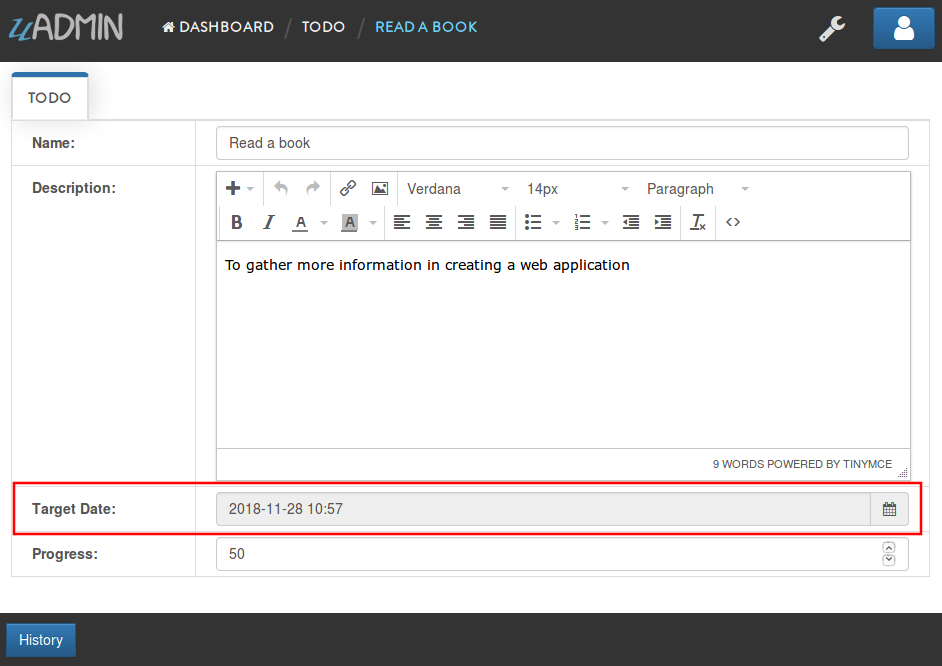 uADMIN DASHBOARD / TODO / READ A BOOK
TODO
Name: Read a book
Description:
Verdana 14px Paragraph
B I A A
To gather more information in creating a web application
9 WORDS POWERED BY TINYMCE
Target Date: 2018-11-28 10:57
Progress: 50
History